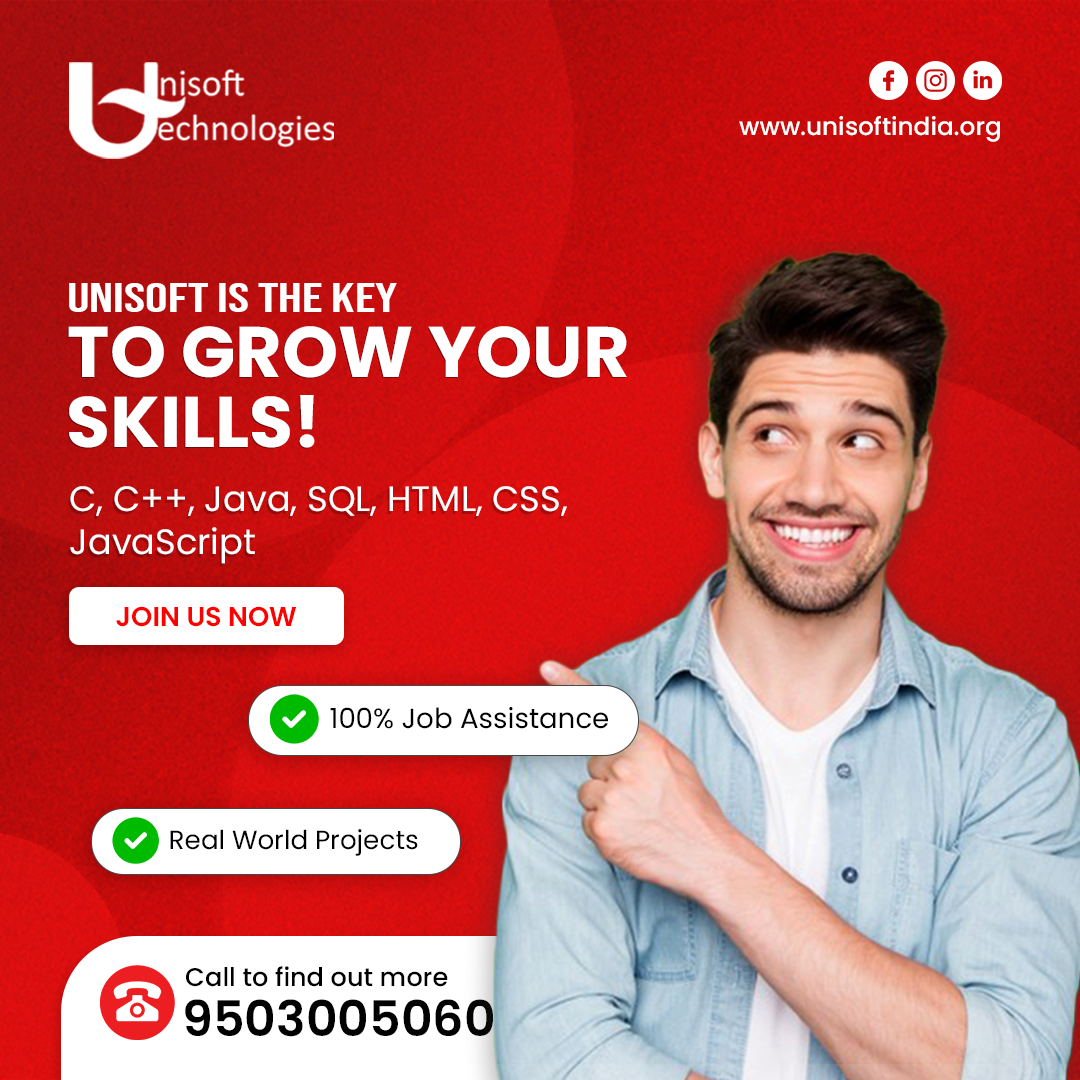 Unisoft
Technologies
www.unisoftindia.org
UNISOFT IS THE KEY
TO GROW YOUR
SKILLS!
C, C++, Java, SQL, HTML, CSS,
JavaScript
JOIN US NOW
100% Job Assistance
Real World Projects
Call to find out more
9503005060